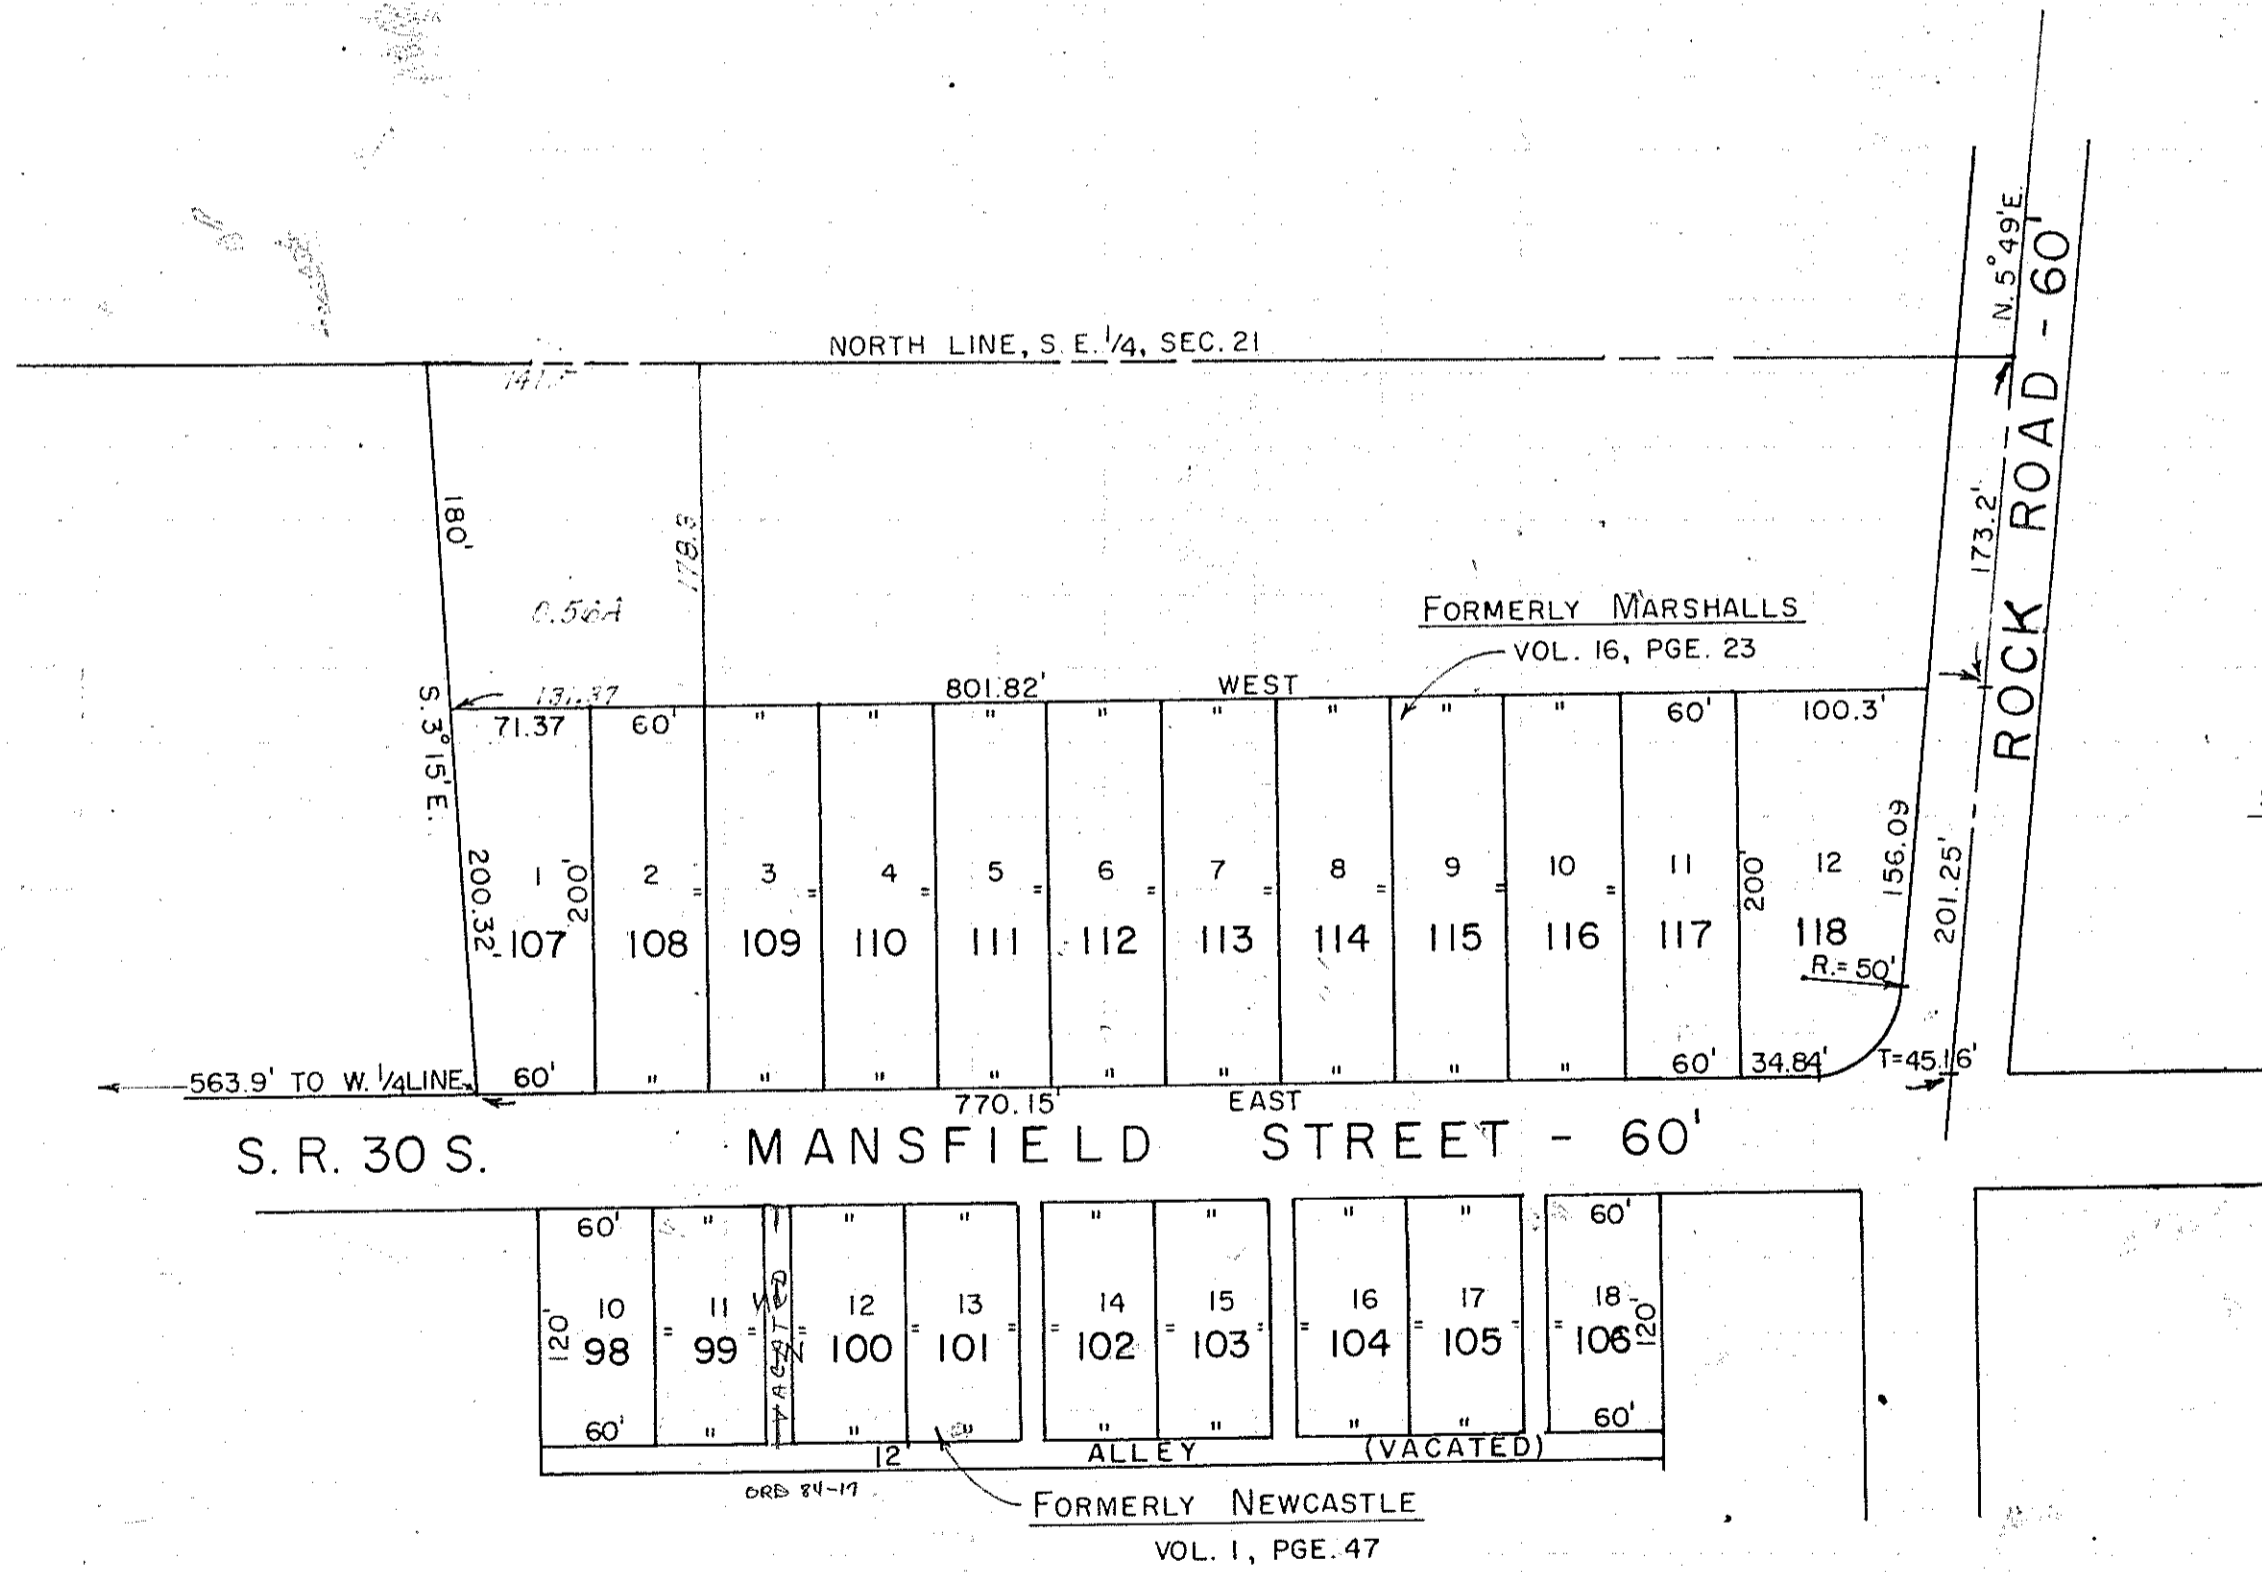 NORTH LINE, S. E. 1/4, SEC. 21
N. 5° 49' E.
ROCK ROAD - 60'
173.2'
180'
178.3
0.56A
FORMERLY MARSHALLS
VOL. 16, PGE. 23
131.37
801.82' WEST
71.37 60' " " " " " " " " 60' 100.3'
S. 3° 15' E.
200.32'
200'
200'
156.09
201.25'
1 2 3 4 5 6 7 8 9 10 11 12
= = = = = = = = =
107 108 109 110 111 112 113 114 115 116 117 118
R.= 50'
563.9' TO W. 1/4 LINE
60' " " " " " " " " " 60' 34.84' T=45.16'
770.15' EAST
S. R. 30 S. MANSFIELD STREET - 60'
60' " " " " " " " 60'
VACATED
10 11 12 13 14 15 16 17 18
120' = = = = = = = = = = = 120'
98 99 100 101 102 103 104 105 106
60' " " " " " " " 60'
12' ALLEY (VACATED)
ORD 84-17
FORMERLY NEWCASTLE
VOL. 1, PGE. 47